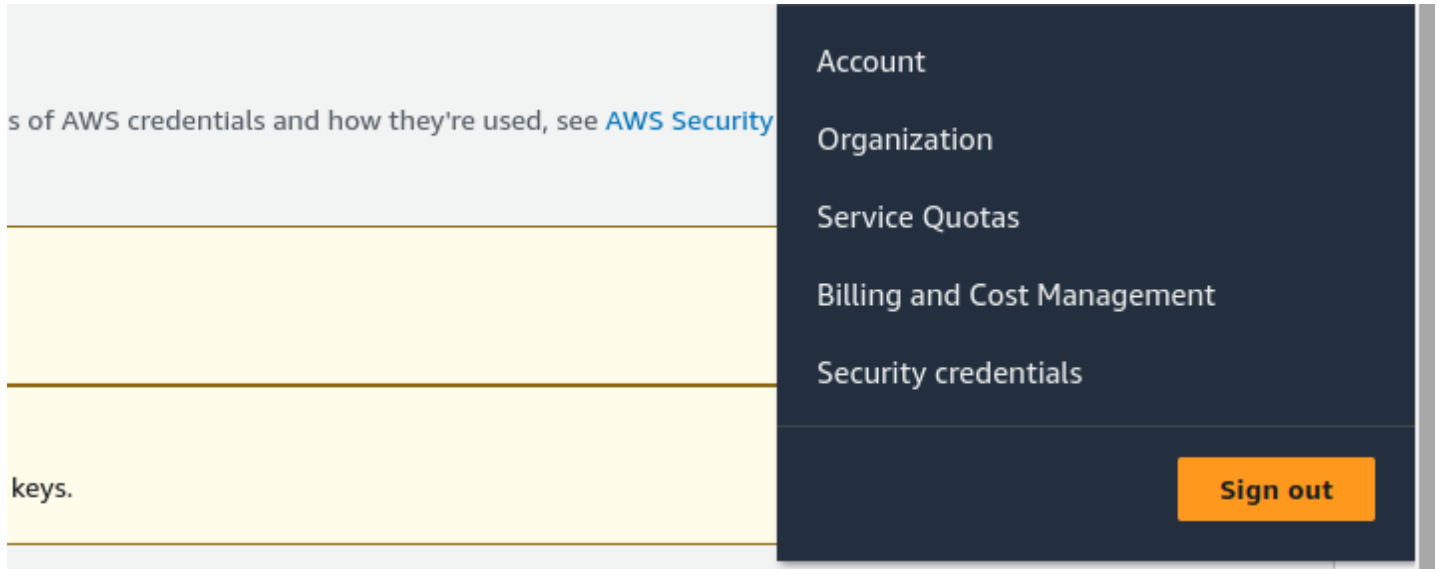 Account
s of AWS credentials and how they're used, see AWS Security
Organization
Service Quotas
Billing and Cost Management
Security credentials
keys.
Sign out